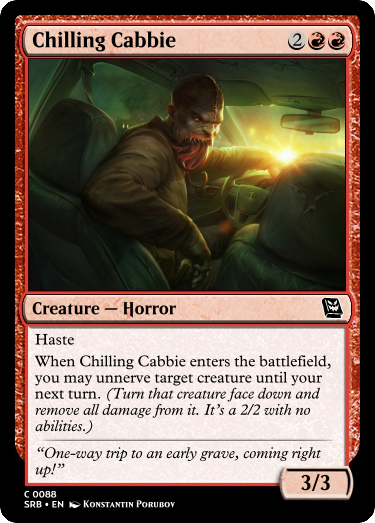 Chilling Cabbie 2
Creature — Horror
Haste
When Chilling Cabbie enters the battlefield,
you may unnerve target creature until your
next turn. (Turn that creature face down and
remove all damage from it. It's a 2/2 with no
abilities.)
“One-way trip to an early grave, coming right
up!”
3/3
C 0088
SRB • EN Konstantin Porubov